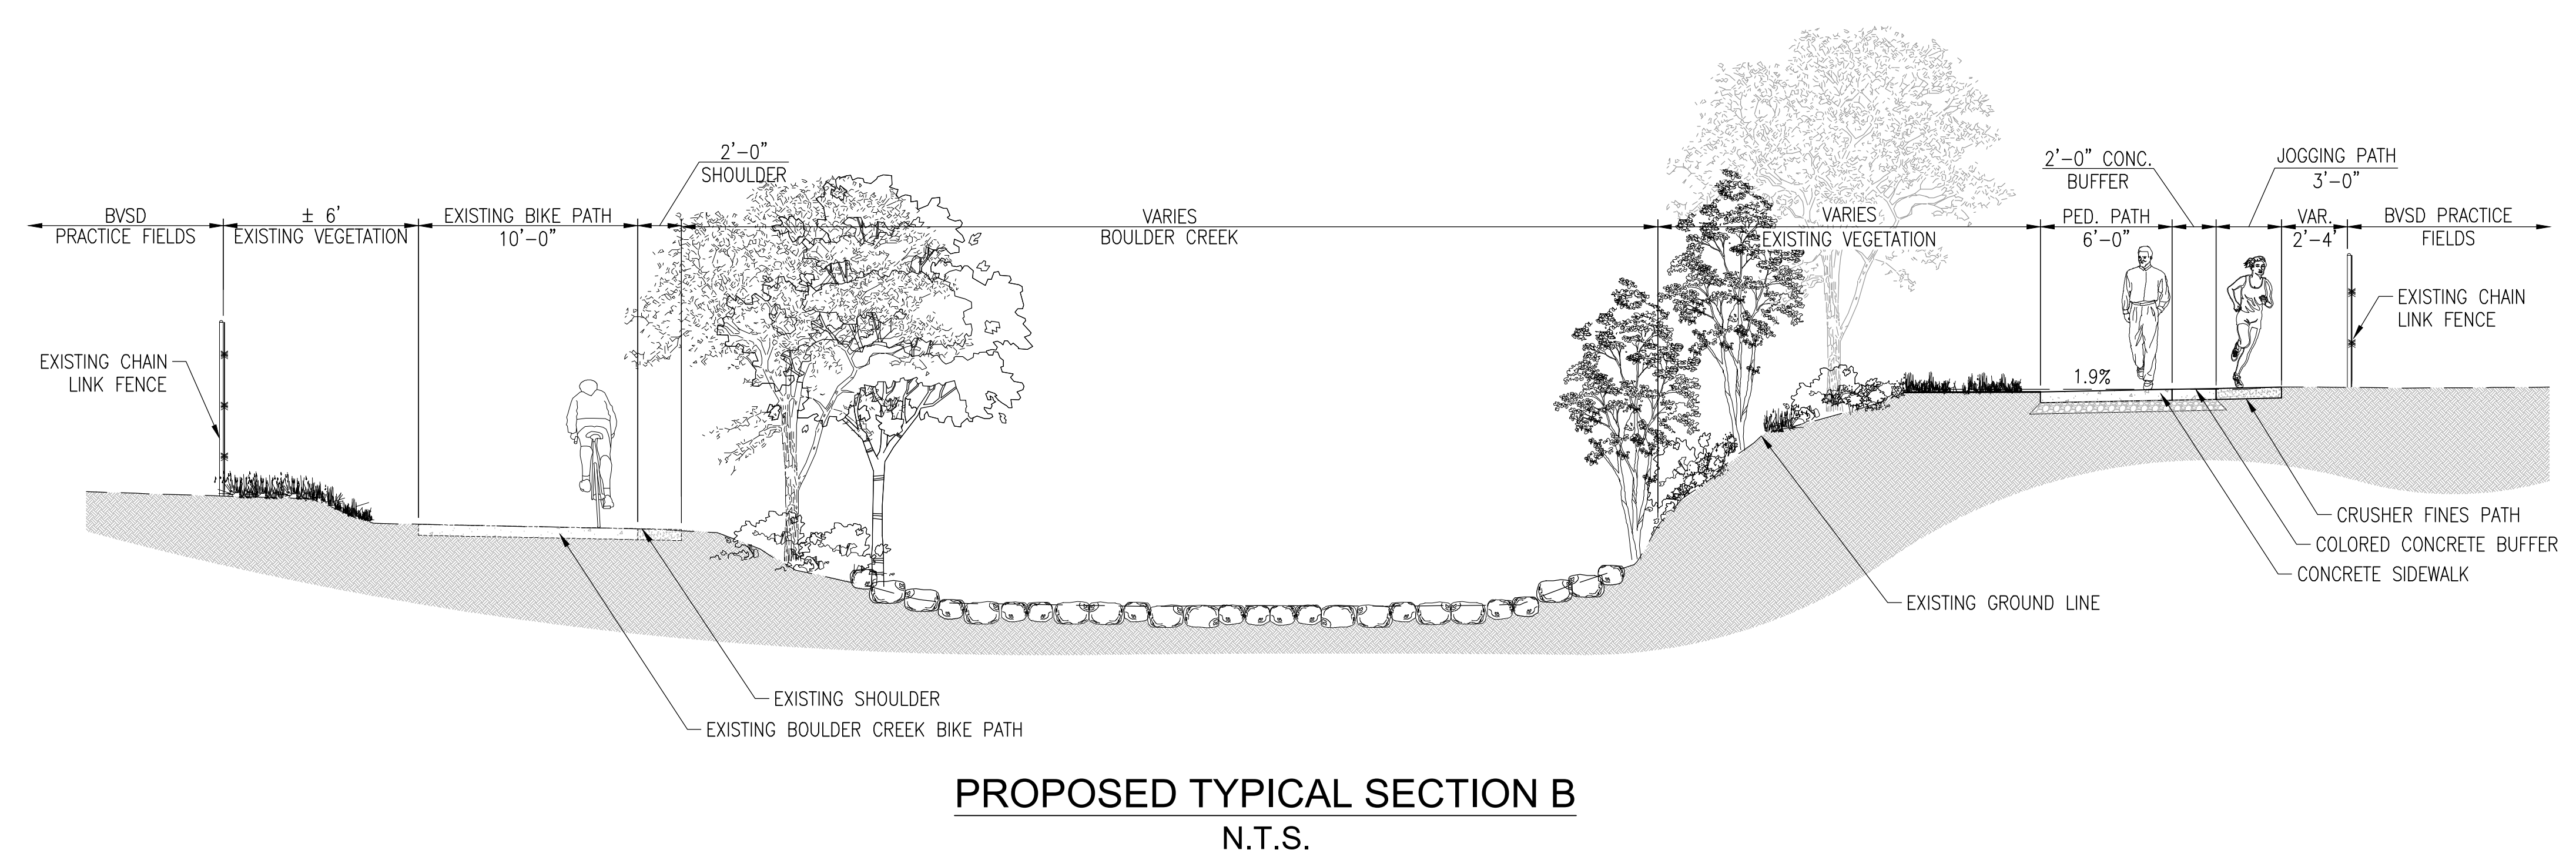 2'-0"
SHOULDER
2'-0" CONC.
BUFFER
JOGGING PATH
3'-0"
BVSD
PRACTICE FIELDS
± 6'
EXISTING VEGETATION
EXISTING BIKE PATH
10'-0"
VARIES
BOULDER CREEK
VARIES
EXISTING VEGETATION
PED. PATH
6'-0"
VAR.
2'-4'
BVSD PRACTICE
FIELDS
EXISTING CHAIN
LINK FENCE
EXISTING CHAIN
LINK FENCE
1.9%
CRUSHER FINES PATH
COLORED CONCRETE BUFFER
CONCRETE SIDEWALK
EXISTING GROUND LINE
EXISTING SHOULDER
EXISTING BOULDER CREEK BIKE PATH
PROPOSED TYPICAL SECTION B
N.T.S.